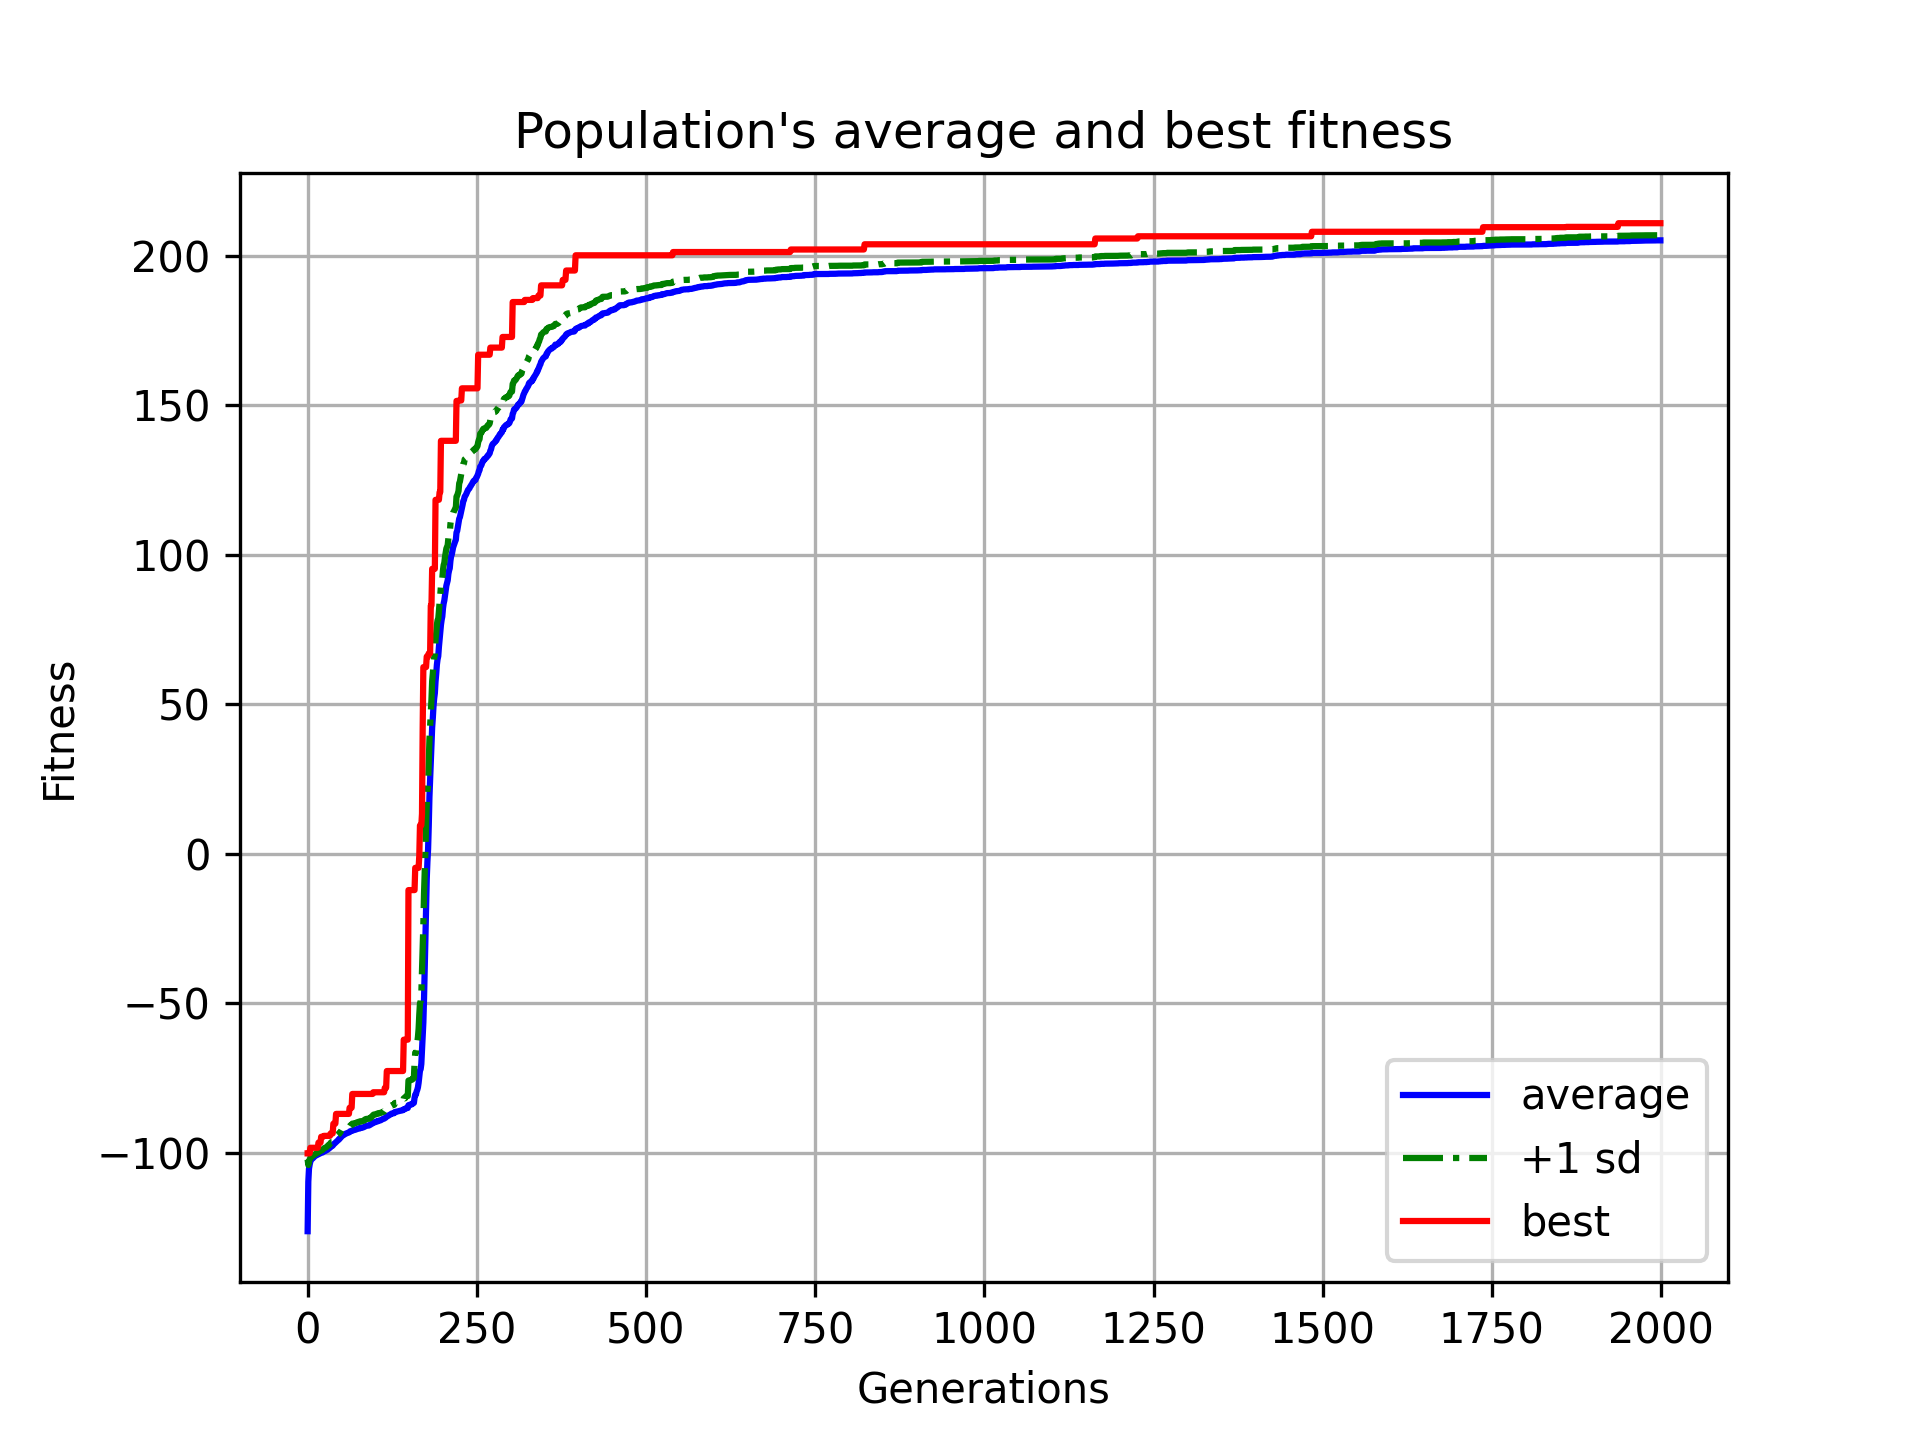 Population's average and best fitness
Fitness
200
150
100
50
0
−50
−100
0 250 500 750 1000 1250 1500 1750 2000
Generations
average
+1 sd
best